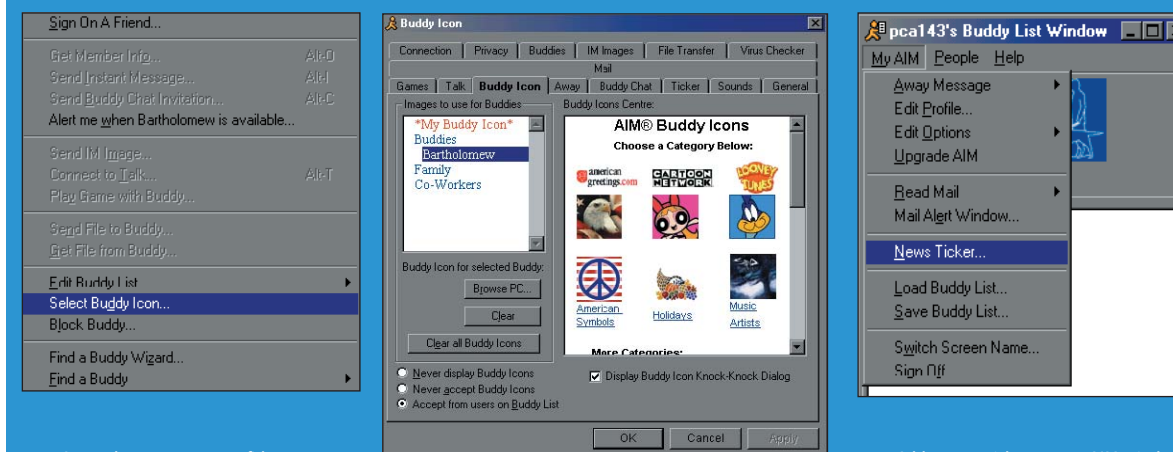 Sign On A Friend...
Get Member Info... Alt-O
Send Instant Message... Alt-I
Send Buddy Chat Invitation... Alt-C
Alert me when Bartholomew is available...
Send IM Image...
Connect to Talk... Alt-T
Play Game with Buddy...
Send File to Buddy...
Get File from Buddy...
Edit Buddy List
Select Buddy Icon...
Block Buddy...
Find a Buddy Wizard...
Find a Buddy
Buddy Icon
Connection Privacy Buddies IM Images File Transfer Virus Checker
Mail
Games Talk Buddy Icon Away Buddy Chat Ticker Sounds General
Images to use for Buddies
*My Buddy Icon*
Buddies
Bartholomew
Family
Co-Workers
Buddy Icon for selected Buddy:
Browse PC...
Clear
Clear all Buddy Icons
Buddy Icons Centre:
AIM® Buddy Icons
Choose a Category Below:
american greetings.com
CARTOON NETWORK
LOONEY TUNES
American Symbols
Holidays
Music Artists
More Categories:
Never display Buddy Icons
Never accept Buddy Icons
Accept from users on Buddy List
Display Buddy Icon Knock-Knock Dialog
OK Cancel Apply
pca143's Buddy List Window
My AIM People Help
Away Message
Edit Profile...
Edit Options
Upgrade AIM
Read Mail
Mail Alert Window...
News Ticker...
Load Buddy List...
Save Buddy List...
Switch Screen Name...
Sign Off